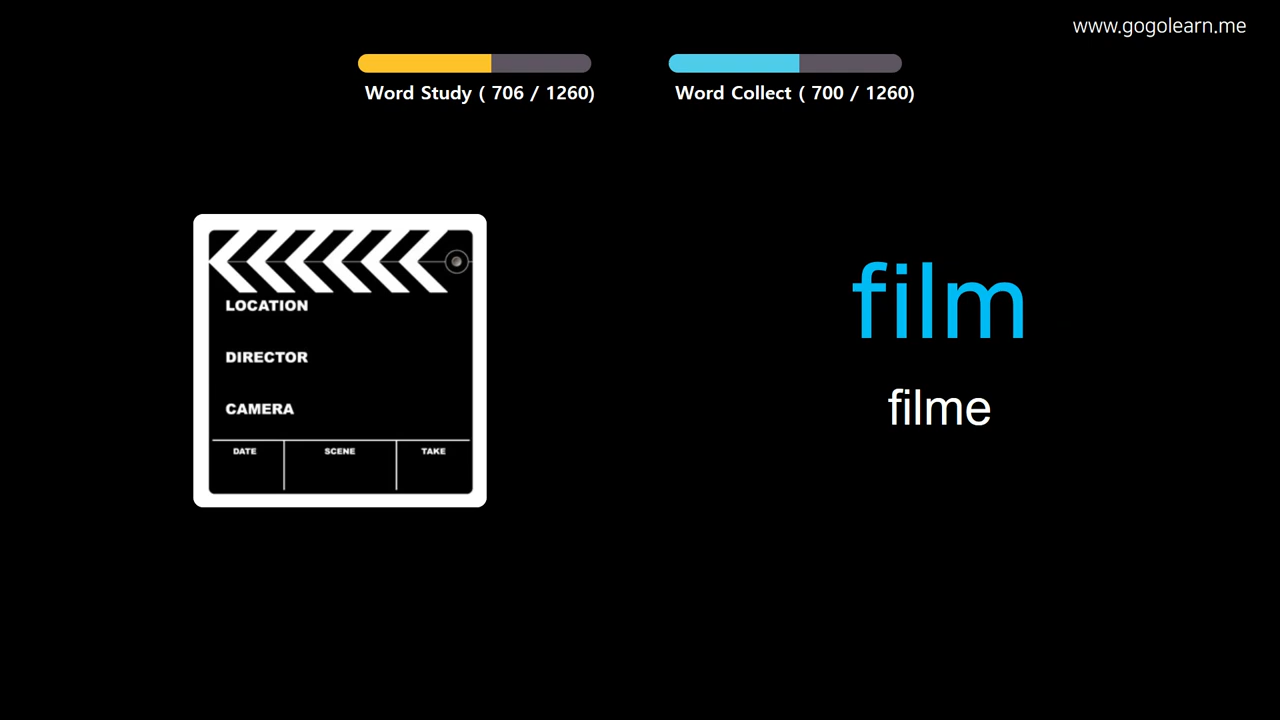 www.gogolearn.me
Word Study ( 706 / 1260)
Word Collect ( 700 / 1260)
LOCATION
DIRECTOR
CAMERA
DATE
SCENE
TAKE
film
filme